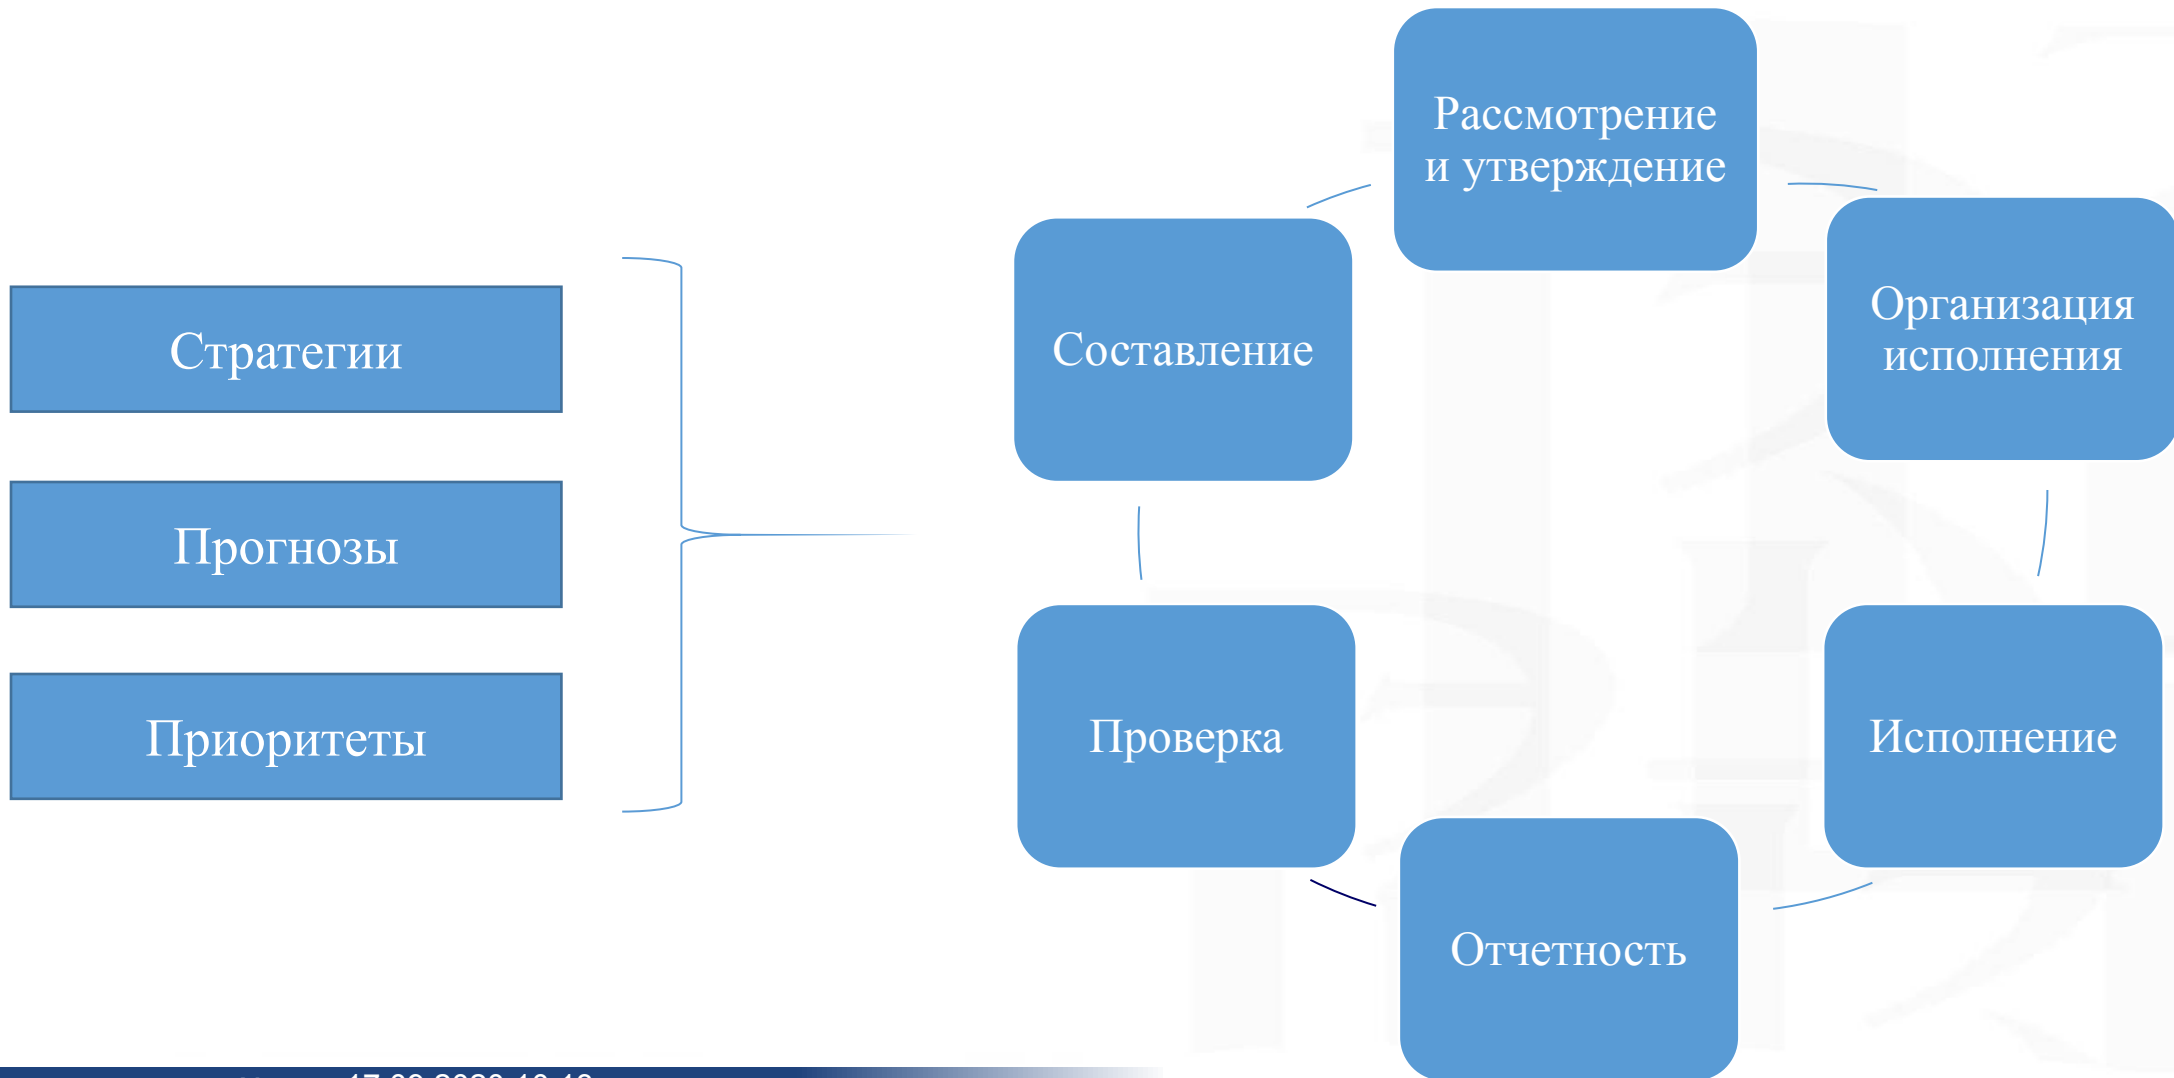 Стратегии
Прогнозы
Приоритеты
Составление
Рассмотрение
и утверждение
Организация
исполнения
Исполнение
Отчетность
Проверка